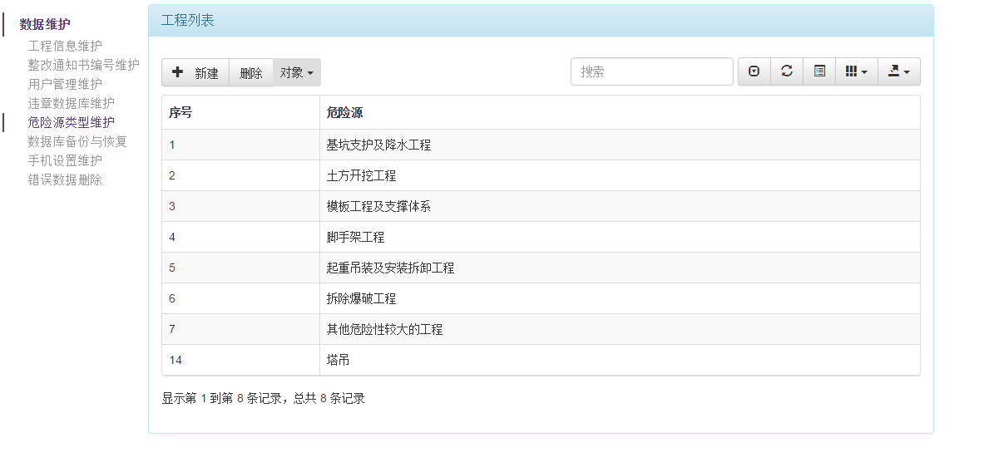 数据维护
工程信息维护
整改通知书编号维护
用户管理维护
违章数据库维护
危险源类型维护
数据库备份与恢复
手机设置维护
错误数据删除
工程列表
新建 删除 对象 搜索
序号 危险源
1 基坑支护及降水工程
2 土方开挖工程
3 模板工程及支撑体系
4 脚手架工程
5 起重吊装及安装拆卸工程
6 拆除爆破工程
7 其他危险性较大的工程
14 塔吊
显示第 1 到第 8 条记录，总共 8 条记录